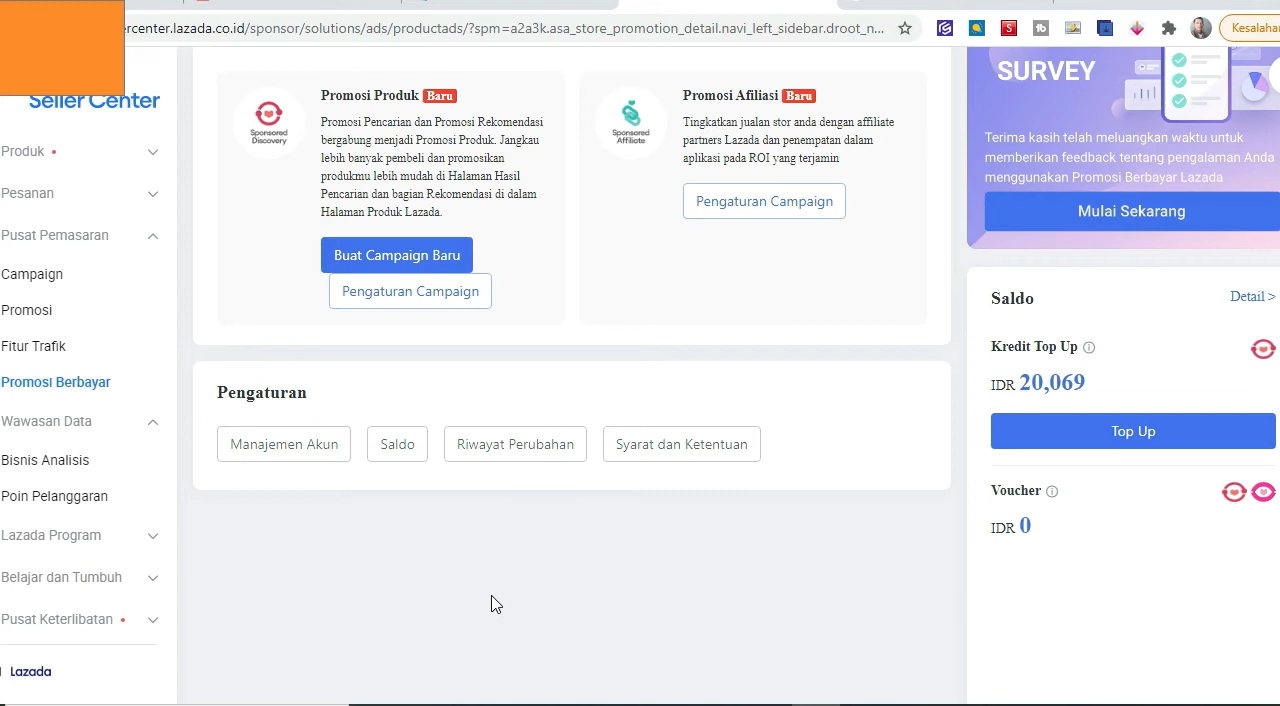 ercenter.lazada.co.id/sponsor/solutions/ads/productads/?spm=a2a3k.asa_store_promotion_detail.navi_left_sidebar.droot_n...
Kesalahan
Seller Center
Produk
Pesanan
Pusat Pemasaran
Campaign
Promosi
Fitur Trafik
Promosi Berbayar
Wawasan Data
Bisnis Analisis
Poin Pelanggaran
Lazada Program
Belajar dan Tumbuh
Pusat Keterlibatan
Lazada
Sponsored
Discovery
Promosi Produk Baru
Promosi Pencarian dan Promosi Rekomendasi
bergabung menjadi Promosi Produk. Jangkau
lebih banyak pembeli dan promosikan
produkmu lebih mudah di Halaman Hasil
Pencarian dan bagian Rekomendasi di dalam
Halaman Produk Lazada.
Buat Campaign Baru
Pengaturan Campaign
Sponsored
Affiliate
Promosi Afiliasi Baru
Tingkatkan jualan stor anda dengan affiliate
partners Lazada dan penempatan dalam
aplikasi pada ROI yang terjamin
Pengaturan Campaign
Pengaturan
Manajemen Akun
Saldo
Riwayat Perubahan
Syarat dan Ketentuan
SURVEY
Terima kasih telah meluangkan waktu untuk
memberikan feedback tentang pengalaman Anda
menggunakan Promosi Berbayar Lazada
Mulai Sekarang
Saldo
Detail >
Kredit Top Up
IDR 20,069
Top Up
Voucher
IDR 0